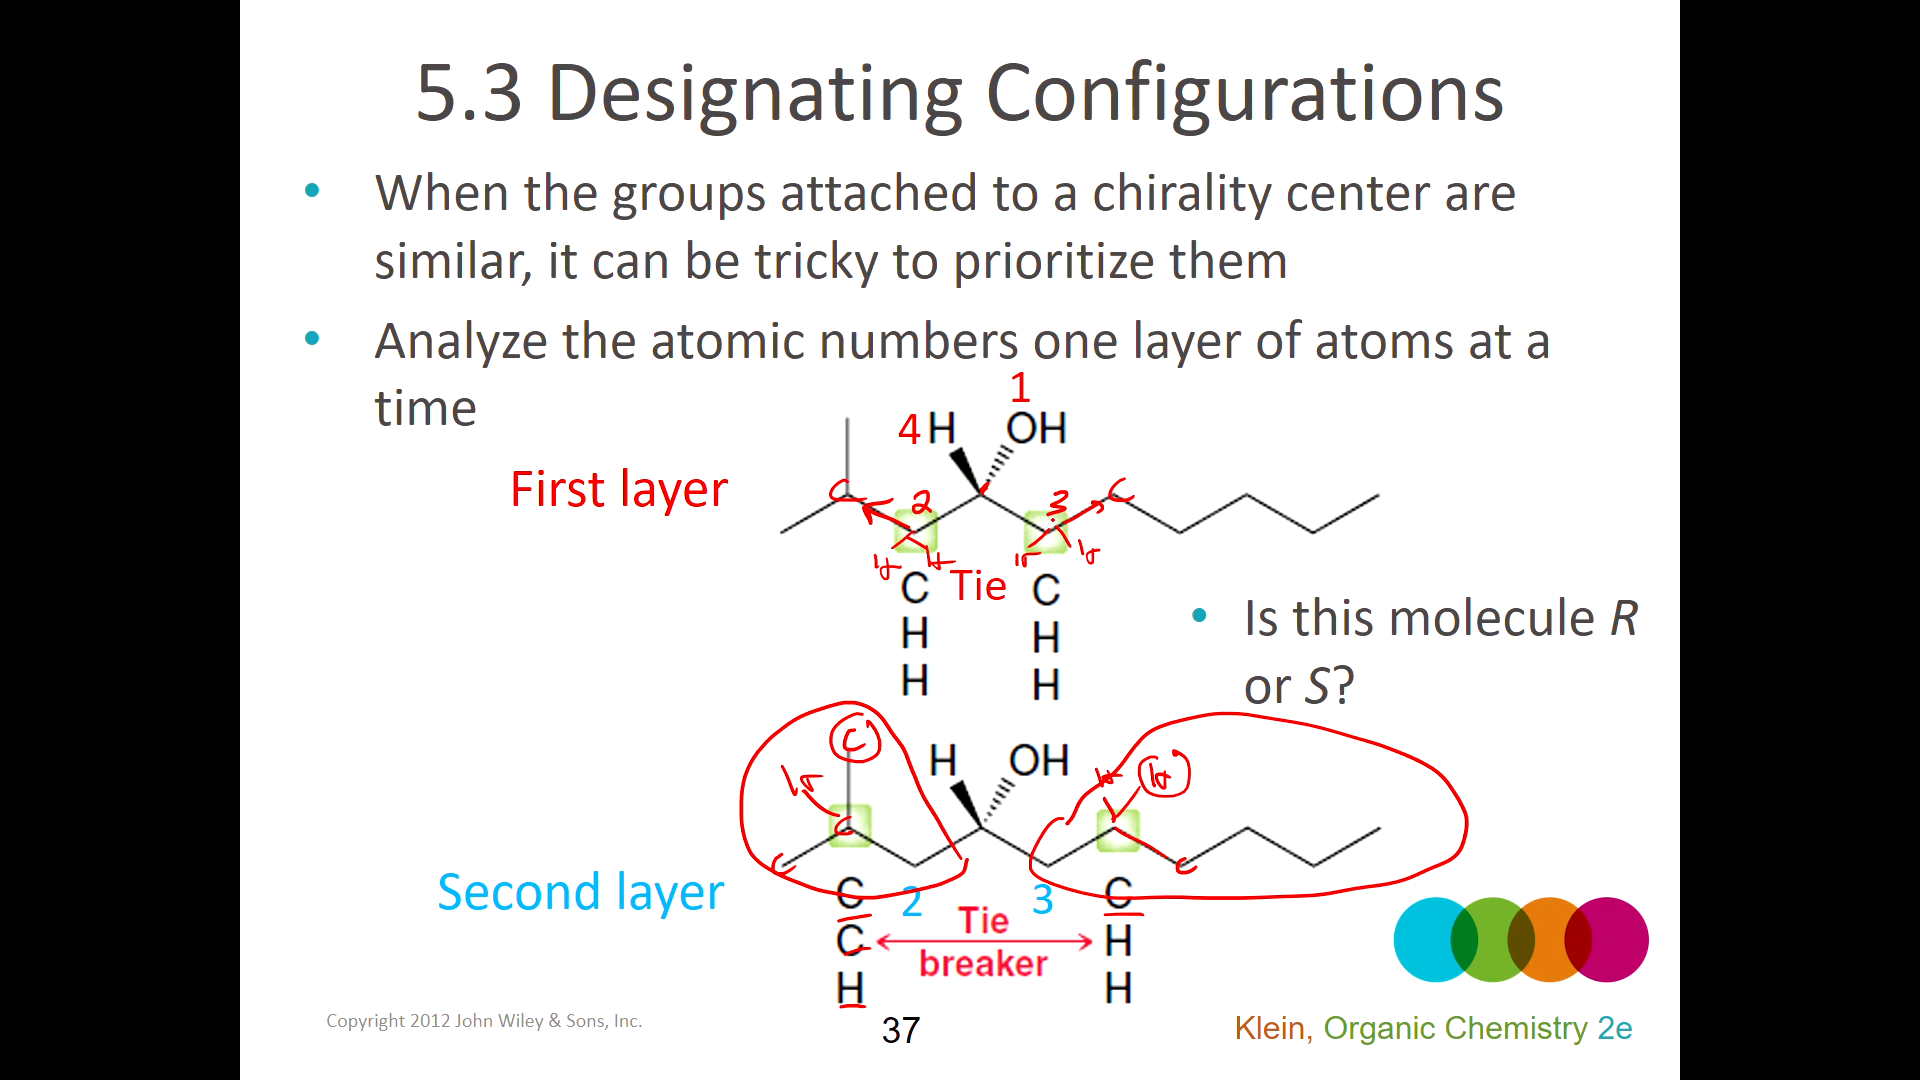 5.3 Designating Configurations
• When the groups attached to a chirality center are
similar, it can be tricky to prioritize them
• Analyze the atomic numbers one layer of atoms at a
time
1
4 H OH
First layer
C 2 3 C
H H H H
C Tie C
H H
H H
• Is this molecule R
or S?
C H OH
H H H
C
C C
Second layer
C 2 3 C
Tie
C H
breaker
H H
Copyright 2012 John Wiley & Sons, Inc.
37
Klein, Organic Chemistry 2e